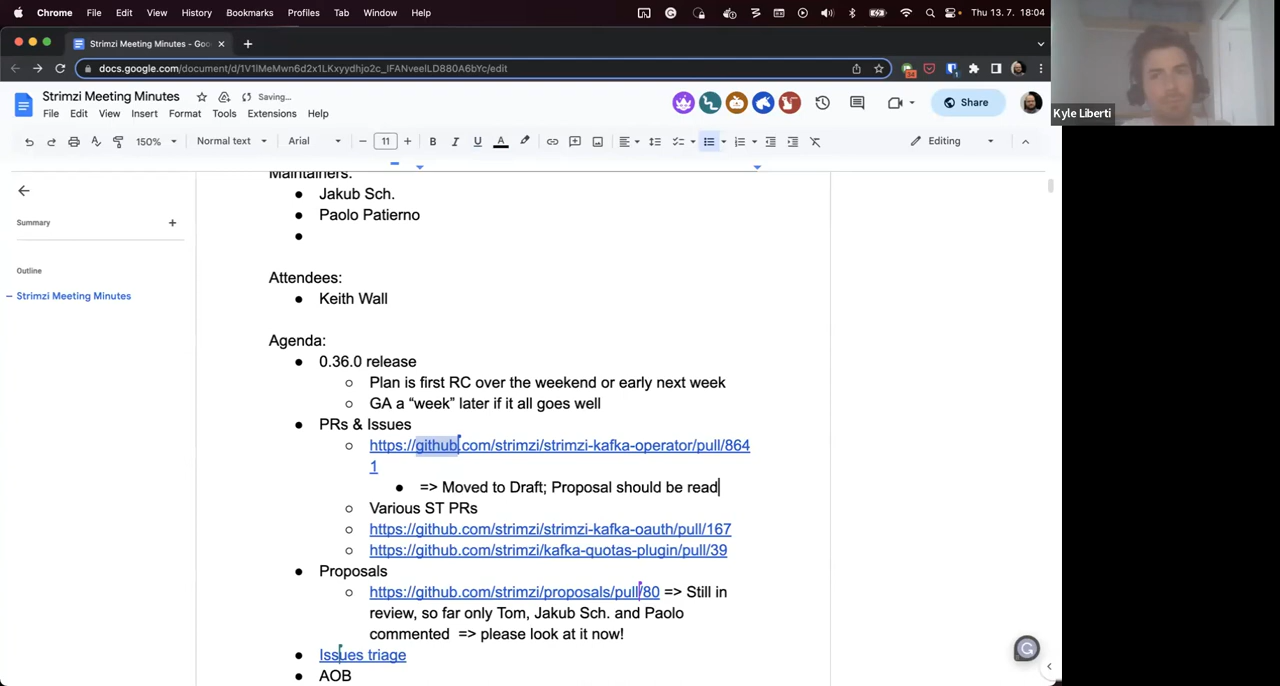 Chrome File Edit View History Bookmarks Profiles Tab Window Help Thu 13. 7. 18:04
Strimzi Meeting Minutes - Goo
docs.google.com/document/d/1V1lMeMwn6d2x1LKxyydhjo2c_lFANveelLD880A6bYc/edit
Strimzi Meeting Minutes Saving...
File Edit View Insert Format Tools Extensions Help
Share
150% Normal text Arial 11 B I U A Editing
Summary
Outline
Strimzi Meeting Minutes
Maintainers:
Jakub Sch.
Paolo Patierno
Attendees:
Keith Wall
Agenda:
0.36.0 release
Plan is first RC over the weekend or early next week
GA a “week” later if it all goes well
PRs & Issues
https://github.com/strimzi/strimzi-kafka-operator/pull/864
1
=> Moved to Draft; Proposal should be read
Various ST PRs
https://github.com/strimzi/strimzi-kafka-oauth/pull/167
https://github.com/strimzi/kafka-quotas-plugin/pull/39
Proposals
https://github.com/strimzi/proposals/pull/80 => Still in
review, so far only Tom, Jakub Sch. and Paolo
commented => please look at it now!
Issues triage
AOB
Kyle Liberti